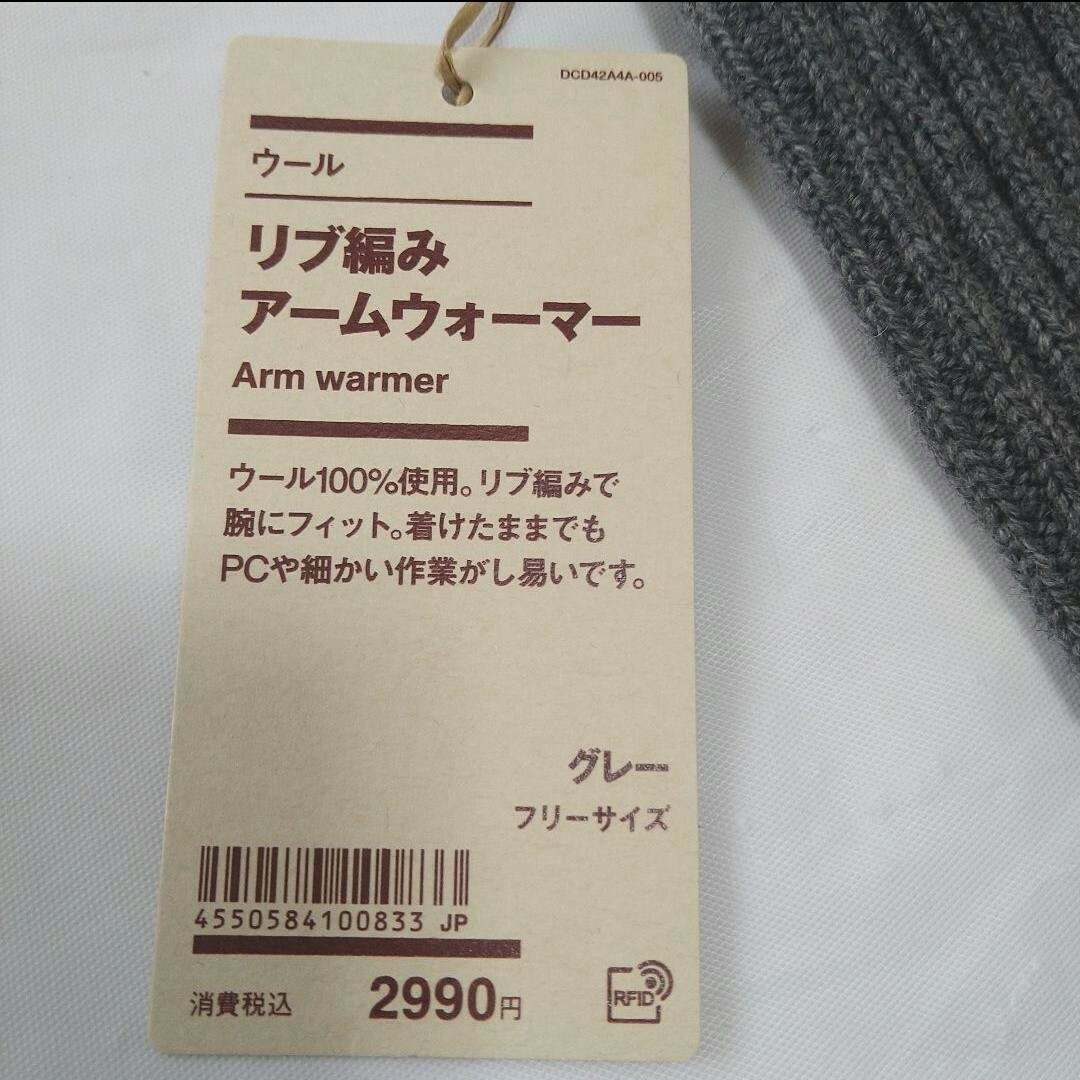 DCD42A4A-005
ウール
リブ編み
アームウォーマー
Arm warmer
ウール100%使用。リブ編みで
腕にフィット。着けたままでも
PCや細かい作業がし易いです。
グレー
フリーサイズ
4550584100833 JP
消費税込 2990円
RFID